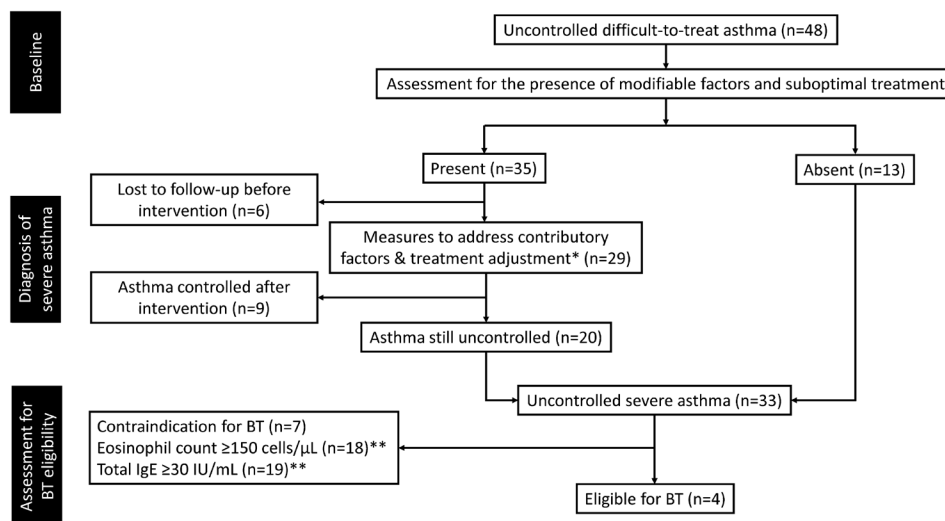 Baseline
Uncontrolled difficult-to-treat asthma (n=48)
Assessment for the presence of modifiable factors and suboptimal treatment
Present (n=35)
Absent (n=13)
Diagnosis of
severe asthma
Lost to follow-up before
intervention (n=6)
Measures to address contributory
factors & treatment adjustment* (n=29)
Asthma controlled after
intervention (n=9)
Asthma still uncontrolled (n=20)
Uncontrolled severe asthma (n=33)
Assessment for
BT eligibility
Contraindication for BT (n=7)
Eosinophil count ≥150 cells/μL (n=18)**
Total IgE ≥30 IU/mL (n=19)**
Eligible for BT (n=4)